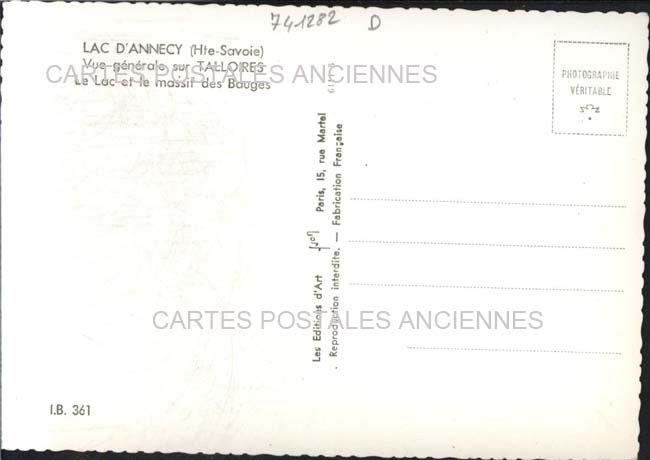 741282 D
LAC D'ANNECY (Hte-Savoie)
Vue générale sur TALLOIRES
Le Lac et le massif des Bauges
CARTES POSTALES ANCIENNES
PHOTOGRAPHIE
VÉRITABLE
Les Editions d'Art Paris, 15, rue Martel
Reproduction interdite. — Fabrication Française
CARTES POSTALES ANCIENNES
I.B. 361